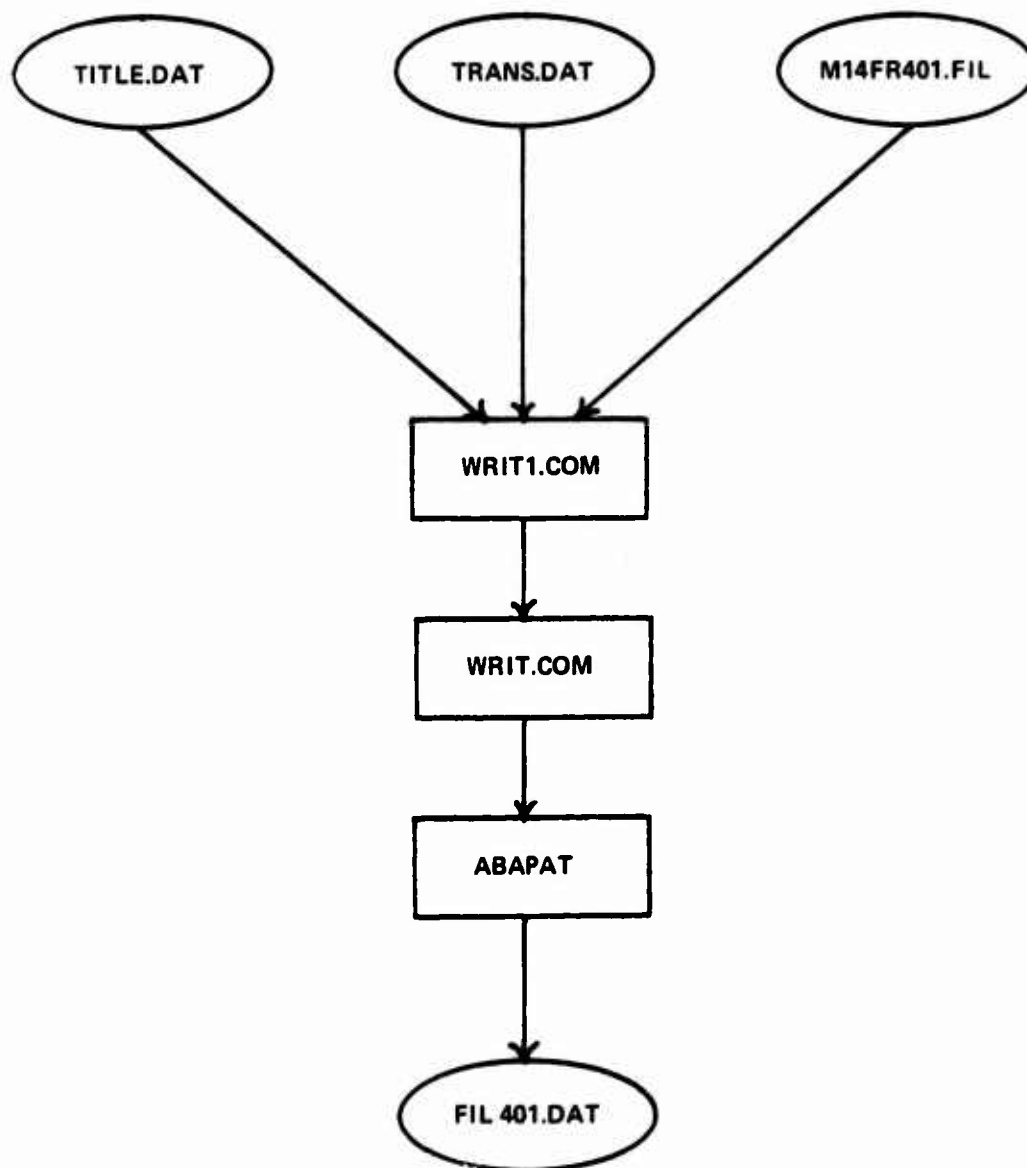 TITLE.DAT
TRANS.DAT
M14FR401.FIL
WRIT1.COM
WRIT.COM
ABAPAT
FIL 401.DAT